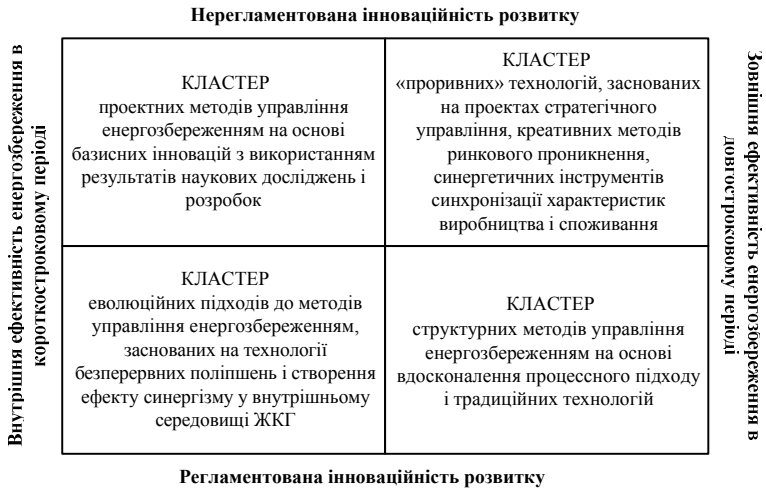 Нерегламентована інноваційність розвитку
Внутрішня ефективність енергозбереження в
короткостроковому періоді
КЛАСТЕР
проектних методів управління
енергозбереженням на основі
базисних інновацій з використанням
результатів наукових досліджень і
розробок
КЛАСТЕР
«проривних» технологій, заснованих
на проектах стратегічного
управління, креативних методів
ринкового проникнення,
синергетичних інструментів
синхронізації характеристик
виробництва і споживання
Зовнішня ефективність енергозбереження в
довгостроковому періоді
КЛАСТЕР
еволюційних підходів до методів
управління енергозбереженням,
заснованих на технології
безперервних поліпшень і створення
ефекту синергізму у внутрішньому
середовищі ЖКГ
КЛАСТЕР
структурних методів управління
енергозбереженням на основі
вдосконалення процессного підходу
і традиційних технологій
Регламентована інноваційність розвитку